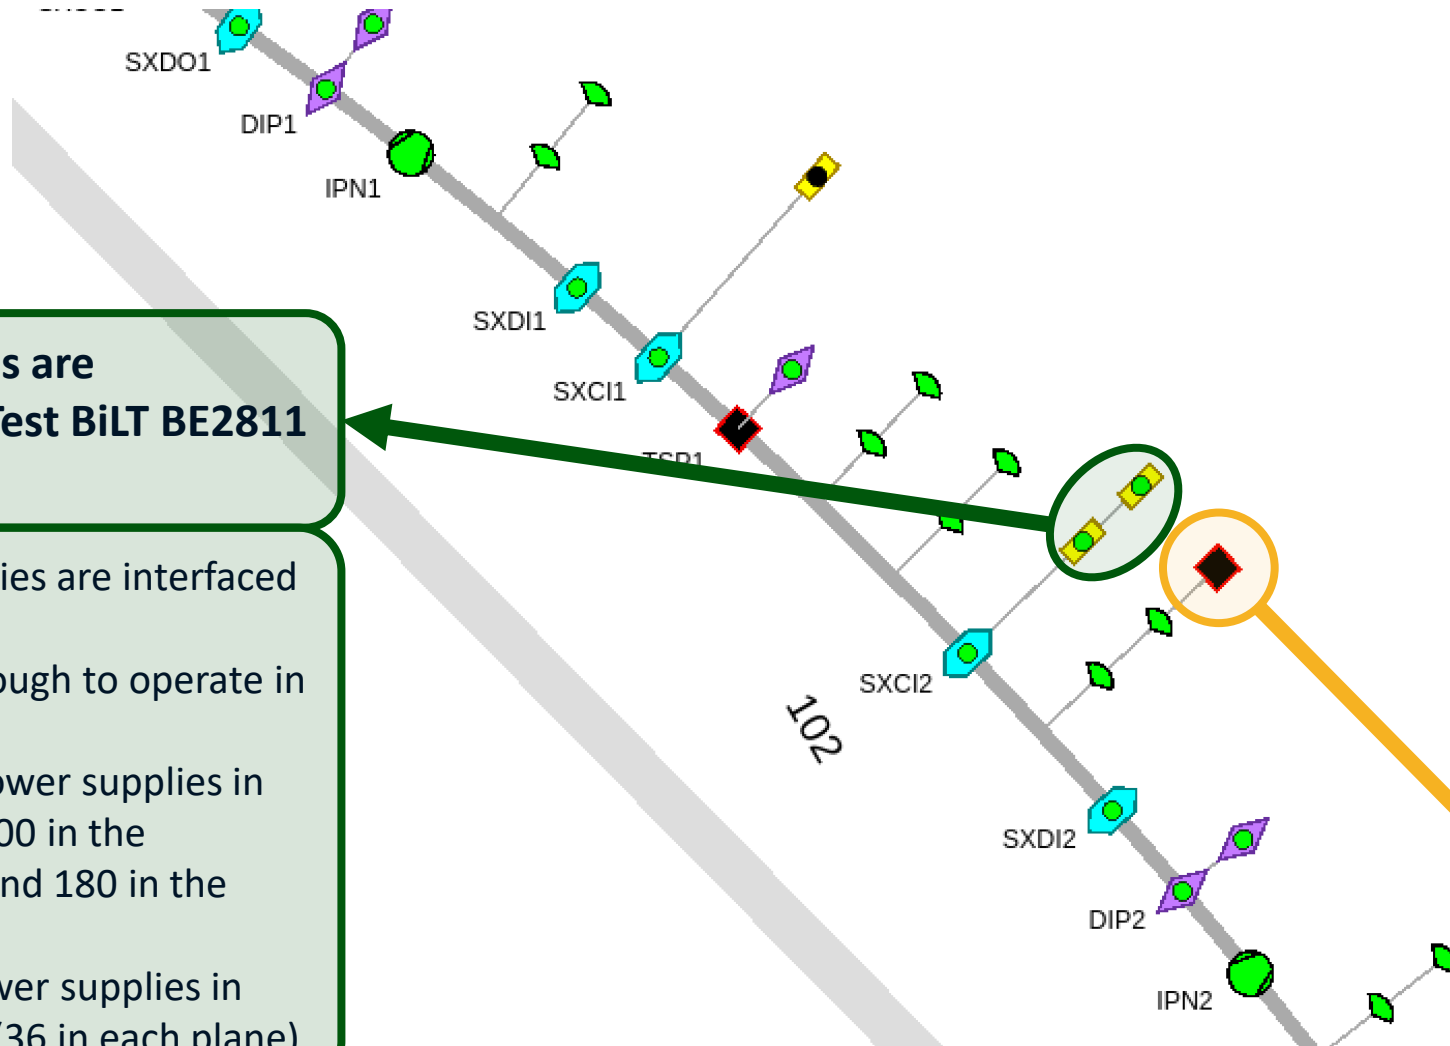 SXDO1
DIP1
IPN1
SXDI1
s are
SXCI1
Test BiLT BE2811
TSP1
ies are interfaced
ough to operate in
SXCI2
102
ower supplies in
00 in the
SXDI2
nd 180 in the
DIP2
wer supplies in
IPN2
(36 in each plane)